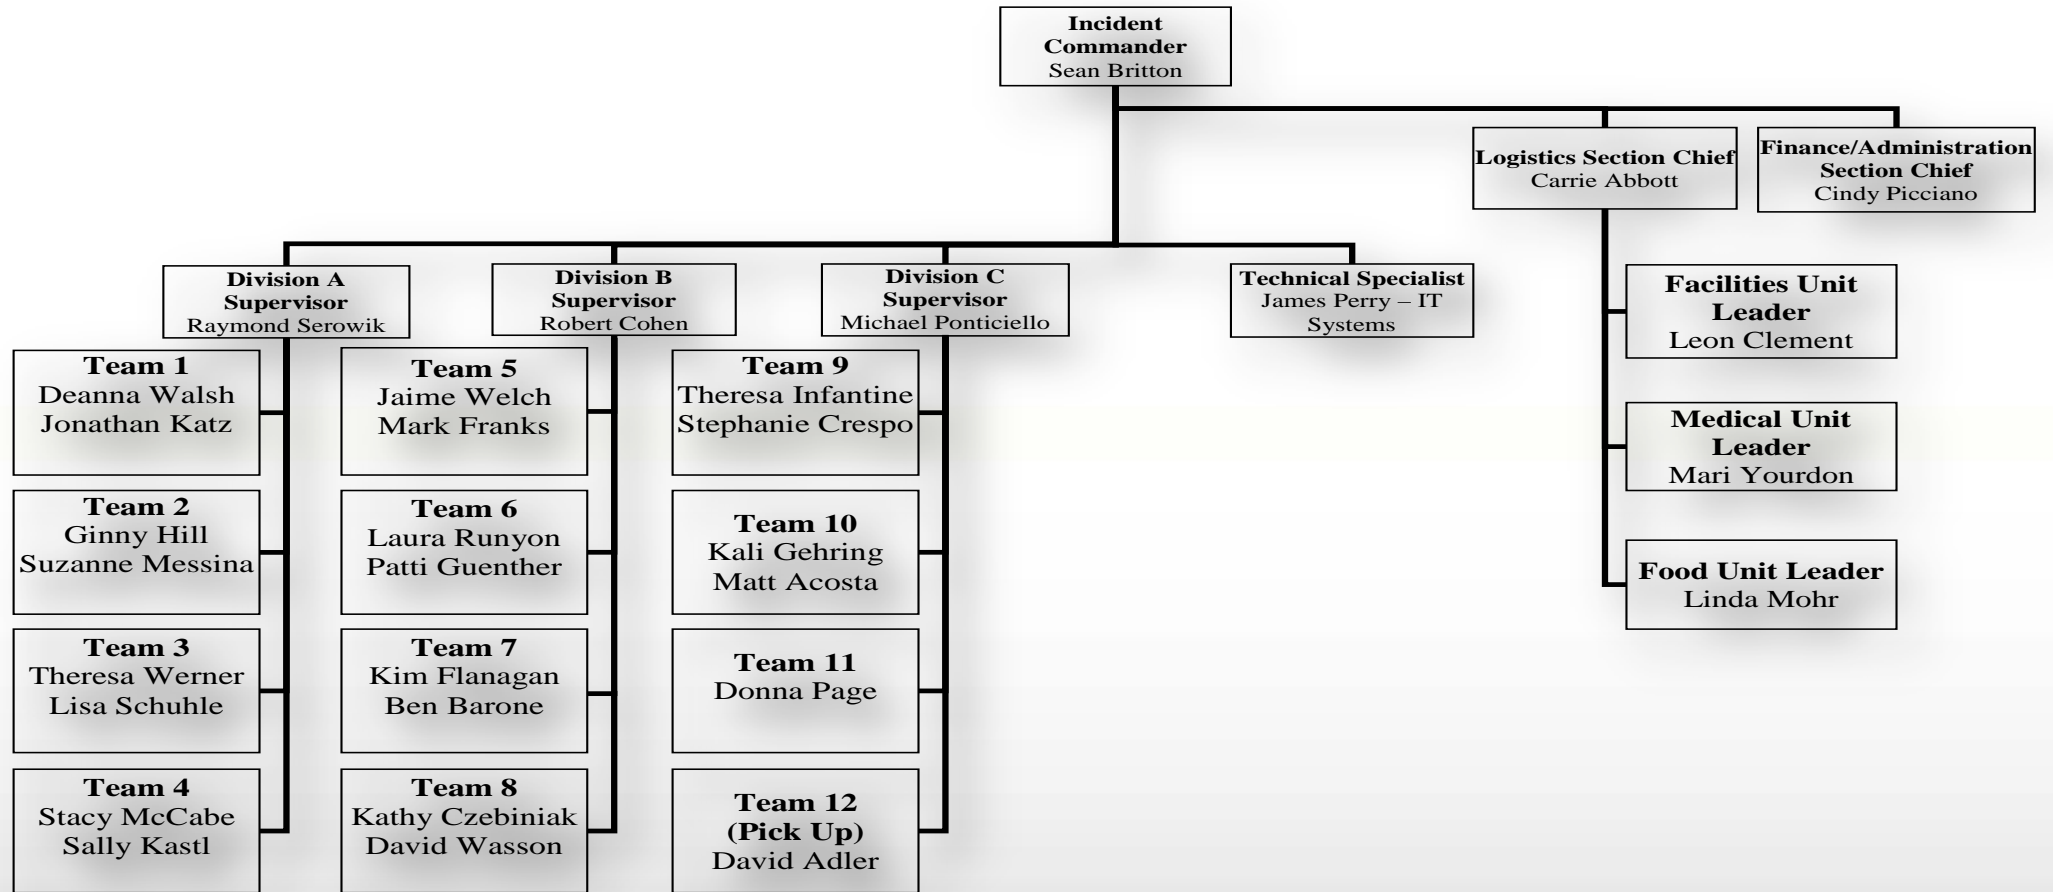 Incident
Commander
Sean Britton
Logistics Section Chief
Carrie Abbott
Finance/Administration
Section Chief
Cindy Picciano
Division A
Supervisor
Raymond Serowik
Division B
Supervisor
Robert Cohen
Division C
Supervisor
Michael Ponticiello
Technical Specialist
James Perry – IT
Systems
Facilities Unit
Leader
Leon Clement
Medical Unit
Leader
Mari Yourdon
Food Unit Leader
Linda Mohr
Team 1
Deanna Walsh
Jonathan Katz
Team 2
Ginny Hill
Suzanne Messina
Team 3
Theresa Werner
Lisa Schuhle
Team 4
Stacy McCabe
Sally Kastl
Team 5
Jaime Welch
Mark Franks
Team 6
Laura Runyon
Patti Guenther
Team 7
Kim Flanagan
Ben Barone
Team 8
Kathy Czebiniak
David Wasson
Team 9
Theresa Infantine
Stephanie Crespo
Team 10
Kali Gehring
Matt Acosta
Team 11
Donna Page
Team 12
(Pick Up)
David Adler